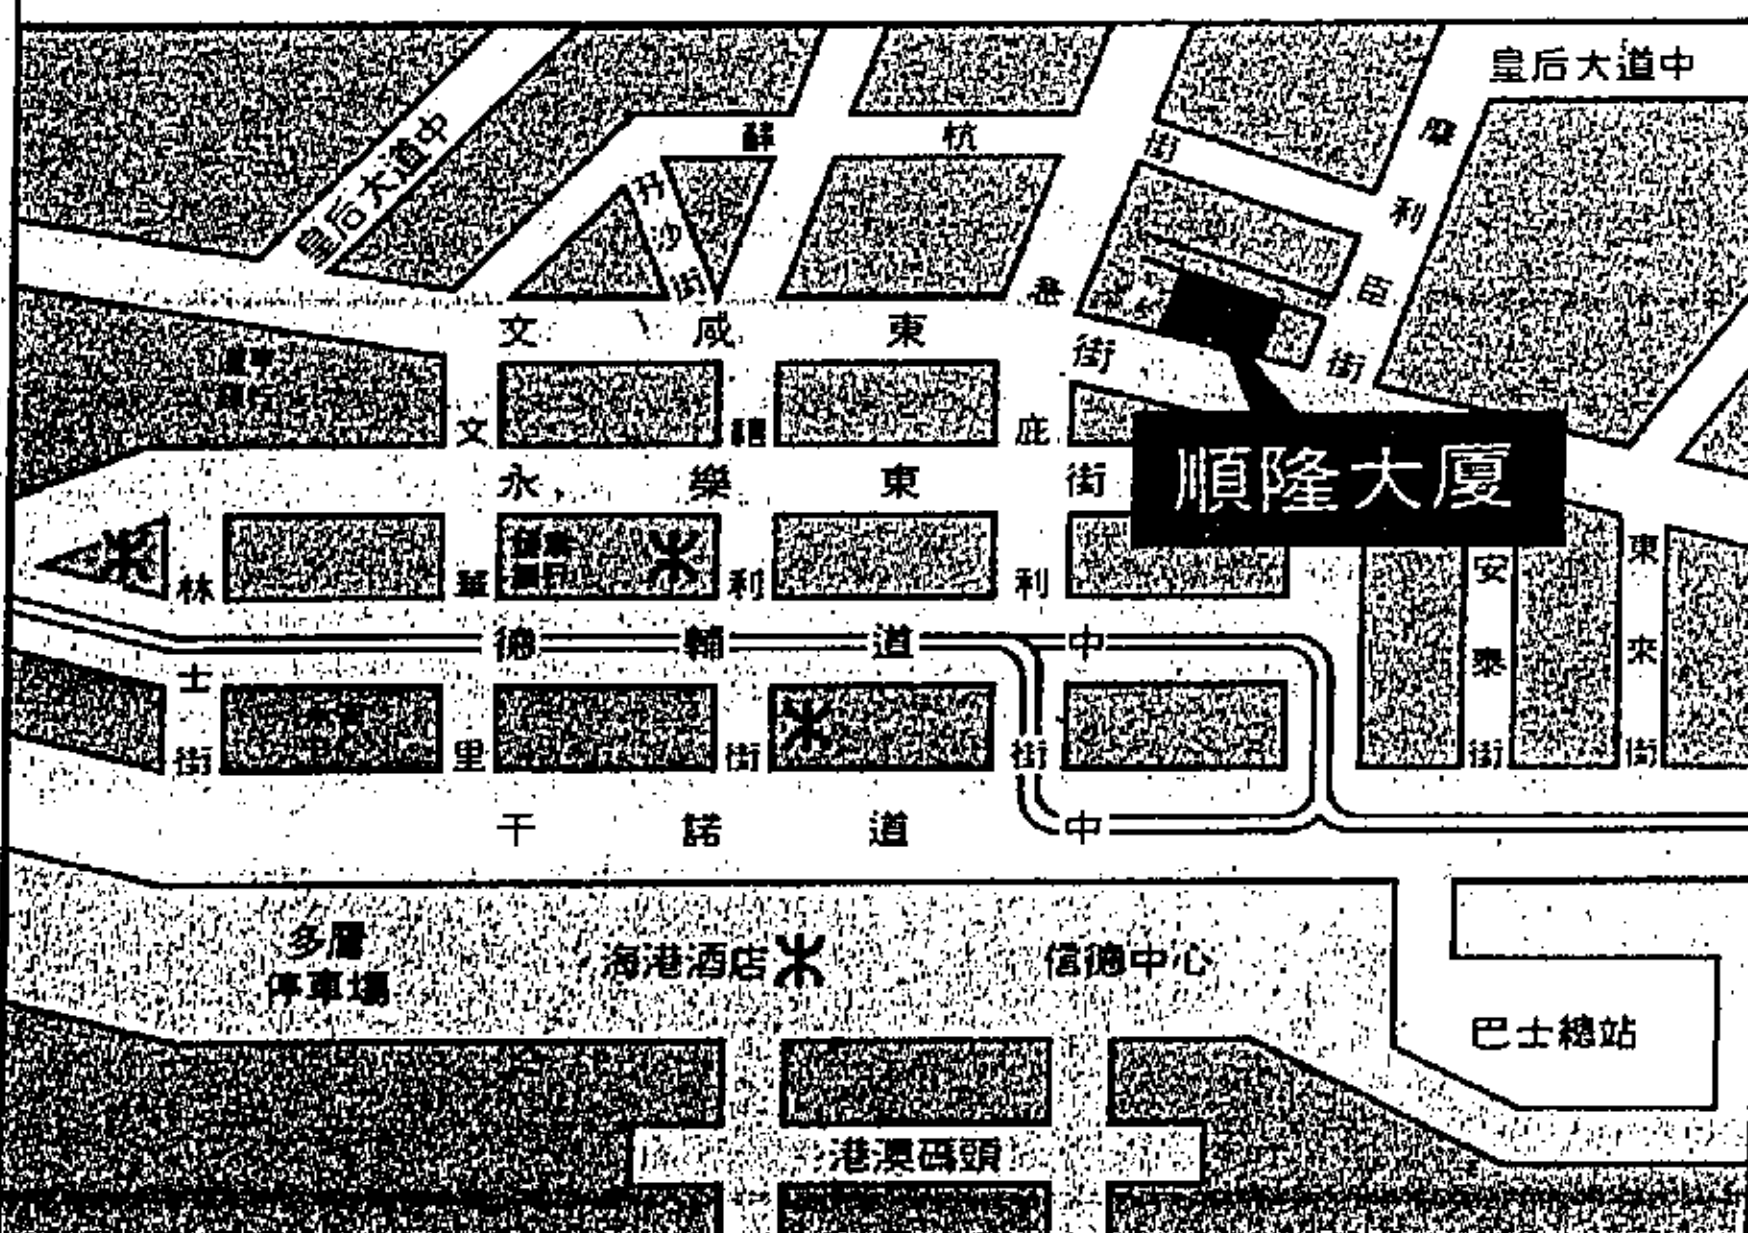 皇后大道中
皇后大道中
蘇杭街
孖沙街
摩利臣街
文咸東街
順隆大廈
永樂東街
文華里
禧利街
急庇利街
林士街
安泰街
東來街
德輔道中
干諾道中
多層
停車場
海港酒店
信德中心
巴士總站
港澳碼頭